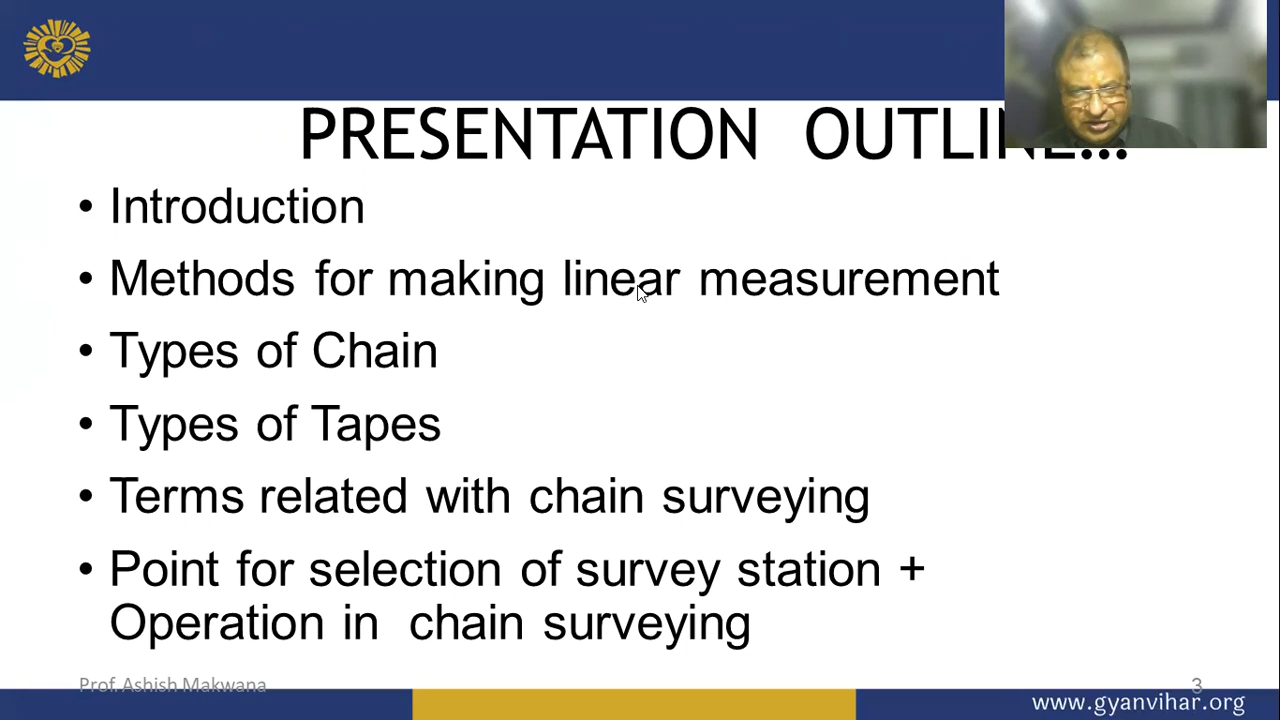 PRESENTATION OUTLINE...
• Introduction
• Methods for making linear measurement
• Types of Chain
• Types of Tapes
• Terms related with chain surveying
• Point for selection of survey station +
Operation in chain surveying
Prof. Ashish Makwana
3
www.gyanvihar.org